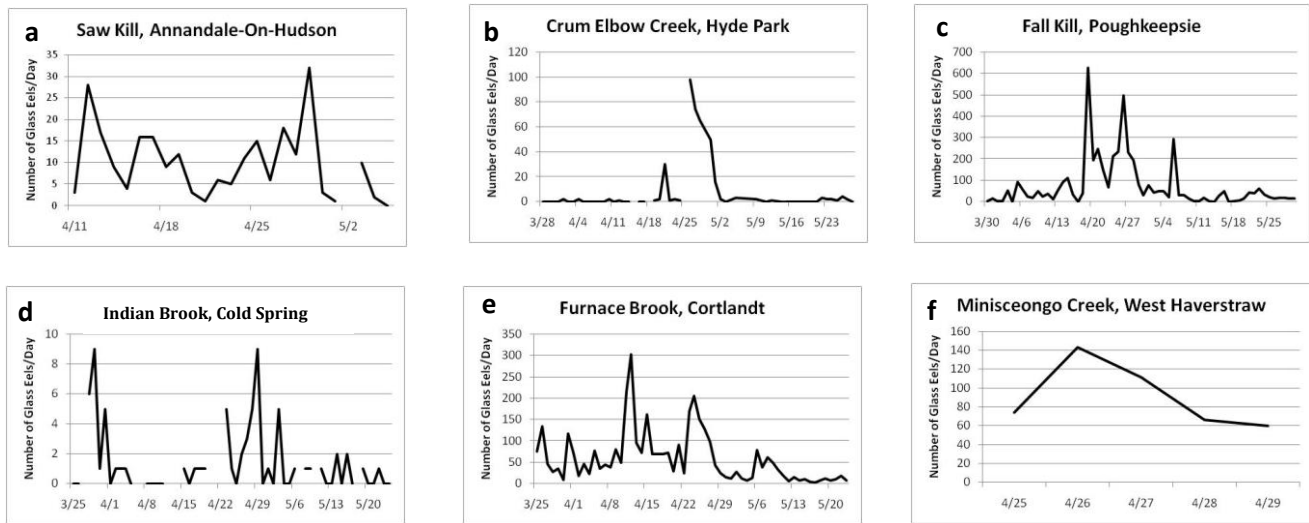 a
Saw Kill, Annandale-On-Hudson
Number of Glass Eels/Day
35
30
25
20
15
10
5
0
4/11 4/18 4/25 5/2
b
Crum Elbow Creek, Hyde Park
Number of Glass Eels/Day
120
100
80
60
40
20
0
3/28 4/4 4/11 4/18 4/25 5/2 5/9 5/16 5/23
c
Fall Kill, Poughkeepsie
Number of Glass Eels/Day
700
600
500
400
300
200
100
0
3/30 4/6 4/13 4/20 4/27 5/4 5/11 5/18 5/25
d
Indian Brook, Cold Spring
Number of Glass Eels/Day
10
8
6
4
2
0
3/25 4/1 4/8 4/15 4/22 4/29 5/6 5/13 5/20
e
Furnace Brook, Cortlandt
Number of Glass Eels/Day
350
300
250
200
150
100
50
0
3/25 4/1 4/8 4/15 4/22 4/29 5/6 5/13 5/20
f
Minisceongo Creek, West Haverstraw
Number of Glass Eels/Day
160
140
120
100
80
60
40
20
0
4/25 4/26 4/27 4/28 4/29